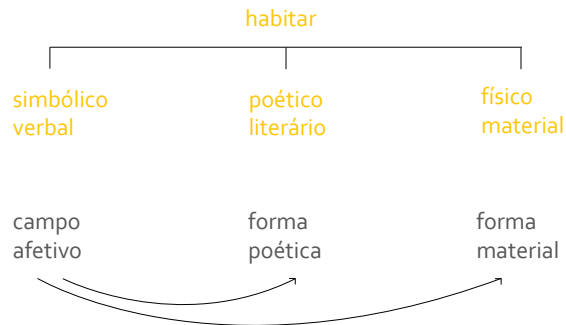 habitar
simbólico
verbal
poético
literário
físico
material
campo
afetivo
forma
poética
forma
material